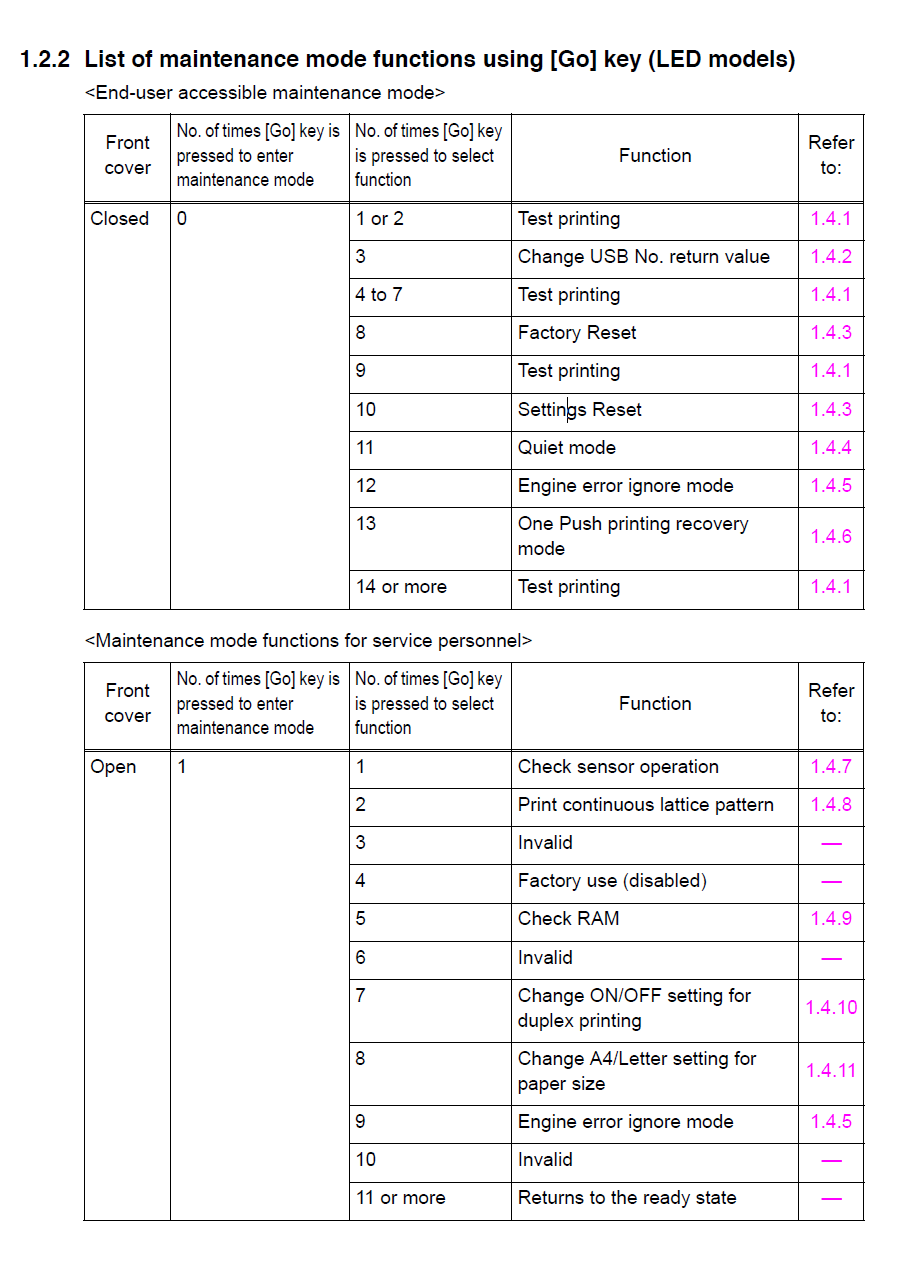 1.2.2 List of maintenance mode functions using [Go] key (LED models)
<End-user accessible maintenance mode>
Front cover | No. of times [Go] key is pressed to enter maintenance mode | No. of times [Go] key is pressed to select function | Function | Refer to:
Closed | 0 | 1 or 2 | Test printing | 1.4.1
3 | Change USB No. return value | 1.4.2
4 to 7 | Test printing | 1.4.1
8 | Factory Reset | 1.4.3
9 | Test printing | 1.4.1
10 | Settings Reset | 1.4.3
11 | Quiet mode | 1.4.4
12 | Engine error ignore mode | 1.4.5
13 | One Push printing recovery mode | 1.4.6
14 or more | Test printing | 1.4.1
<Maintenance mode functions for service personnel>
Front cover | No. of times [Go] key is pressed to enter maintenance mode | No. of times [Go] key is pressed to select function | Function | Refer to:
Open | 1 | 1 | Check sensor operation | 1.4.7
2 | Print continuous lattice pattern | 1.4.8
3 | Invalid | —
4 | Factory use (disabled) | —
5 | Check RAM | 1.4.9
6 | Invalid | —
7 | Change ON/OFF setting for duplex printing | 1.4.10
8 | Change A4/Letter setting for paper size | 1.4.11
9 | Engine error ignore mode | 1.4.5
10 | Invalid | —
11 or more | Returns to the ready state | —